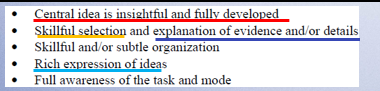 • Central idea is insightful and fully developed
• Skillful selection and explanation of evidence and/or details
• Skillful and/or subtle organization
• Rich expression of ideas
• Full awareness of the task and mode